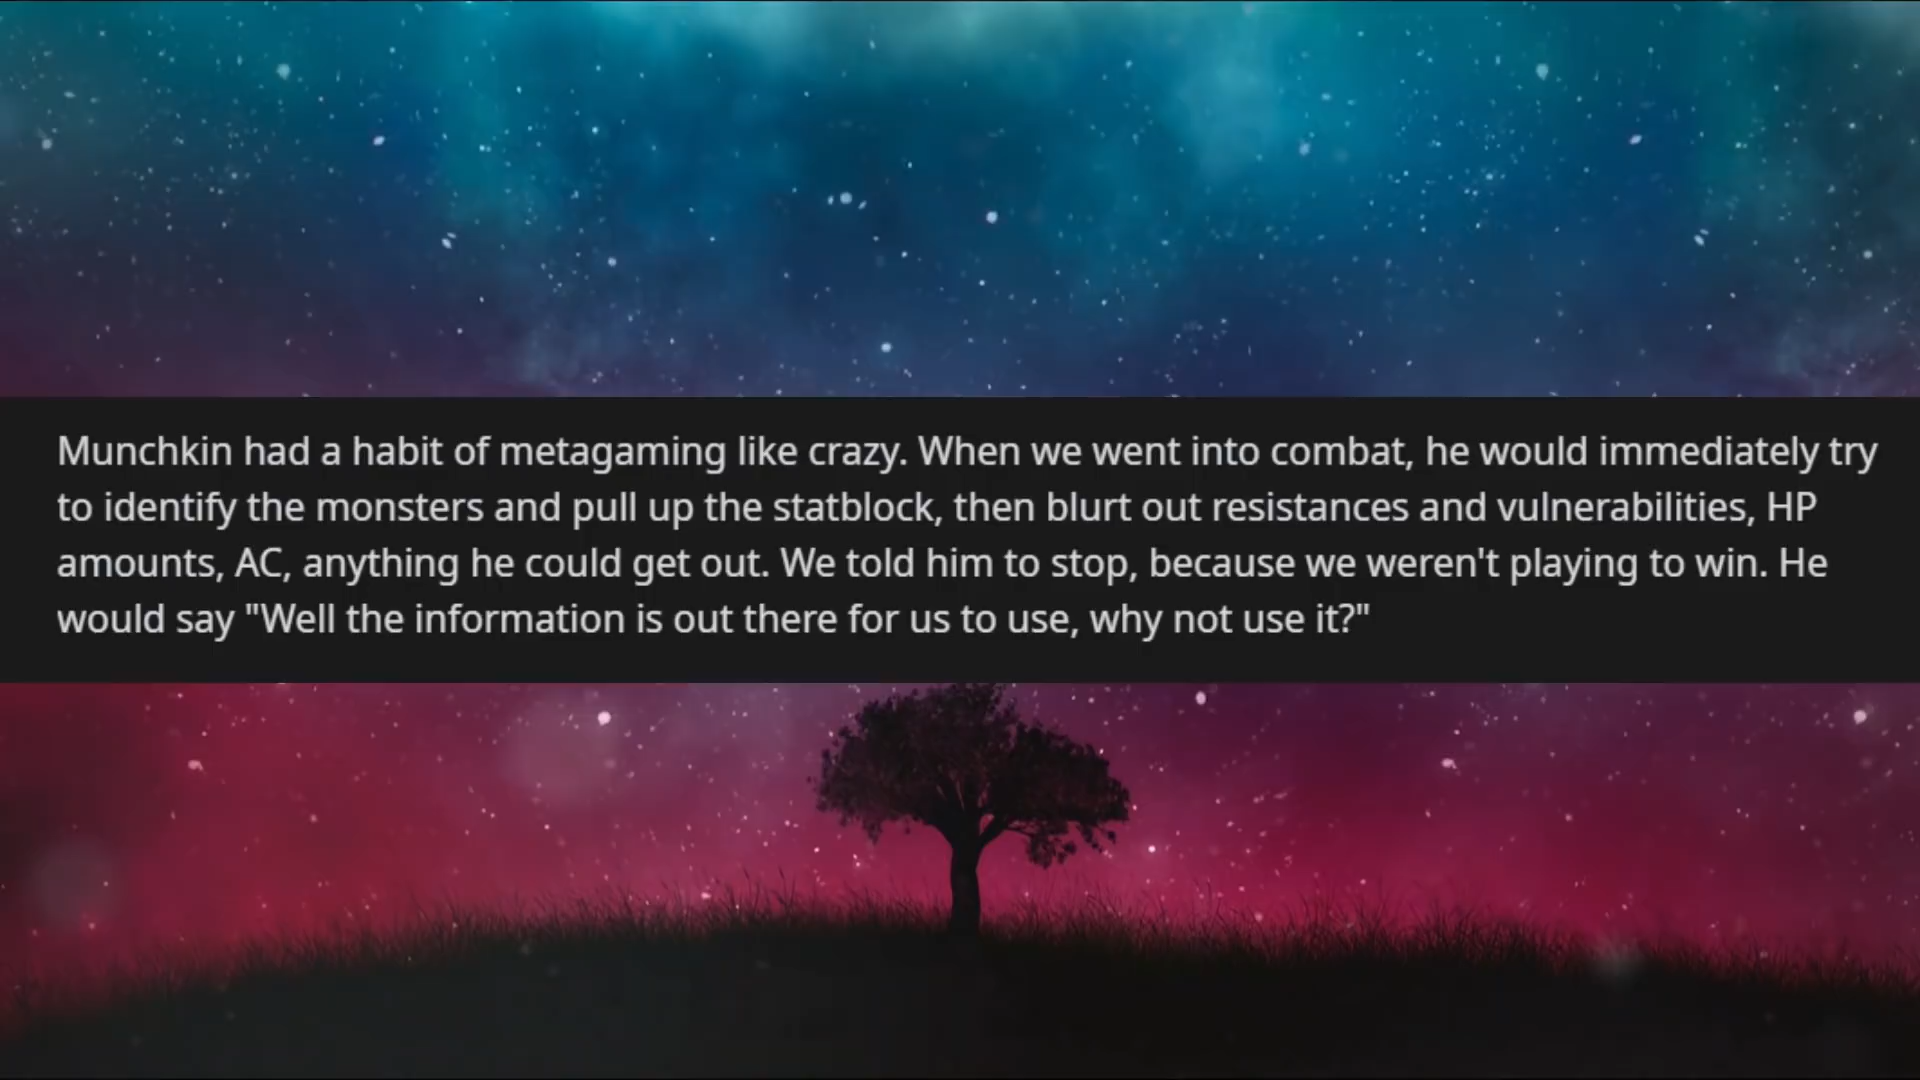 Munchkin had a habit of metagaming like crazy. When we went into combat, he would immediately try
to identify the monsters and pull up the statblock, then blurt out resistances and vulnerabilities, HP
amounts, AC, anything he could get out. We told him to stop, because we weren't playing to win. He
would say "Well the information is out there for us to use, why not use it?"